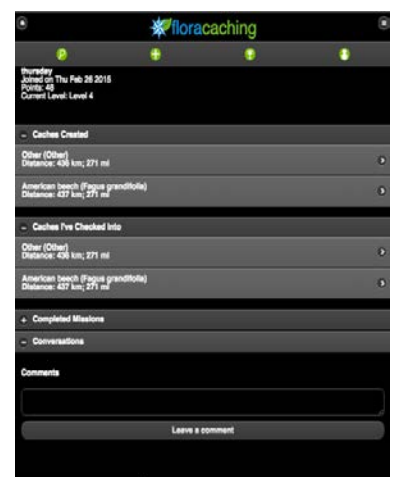 floracaching
thursday
Joined on Thu Feb 26 2015
Points: 48
Current Level: Level 4
Caches Created
Other (Other)
Distance: 436 km; 271 mi
American beech (Fagus grandifolia)
Distance: 437 km; 271 mi
Caches I've Checked Into
Other (Other)
Distance: 436 km; 271 mi
American beech (Fagus grandifolia)
Distance: 437 km; 271 mi
Completed Missions
Conversations
Comments
Leave a comment